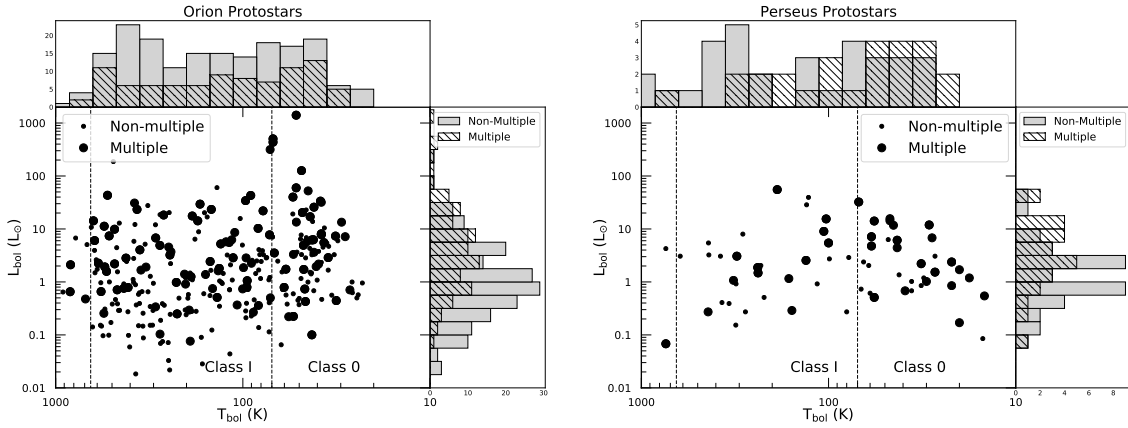 Orion Protostars
20
15
10
5
0
1000
100
10
1
0.1
0.01
L_bol (L_⊙)
Non-multiple
Multiple
Class I
Class 0
1000
100
10
T_bol (K)
Non-Multiple
Multiple
10
20
30
Perseus Protostars
5
4
3
2
1
0
1000
100
10
1
0.1
0.01
L_bol (L_⊙)
Non-multiple
Multiple
Class I
Class 0
1000
100
10
T_bol (K)
Non-Multiple
Multiple
2
4
6
8